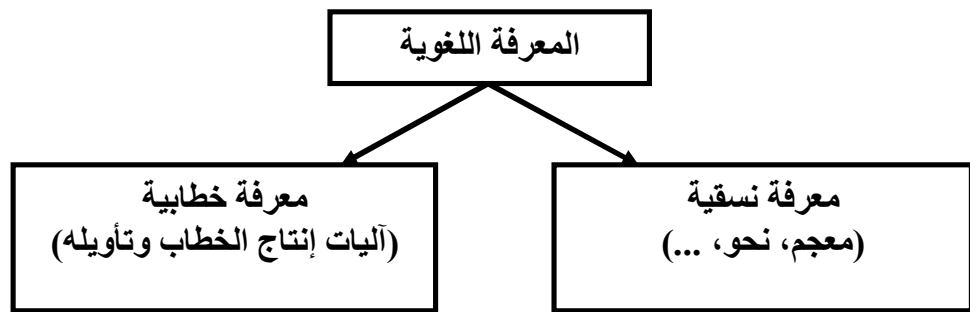 المعرفة اللغوية
معرفة نسقية
(معجم، نحو، ...)
معرفة خطابية
(آليات إنتاج الخطاب وتأويله)